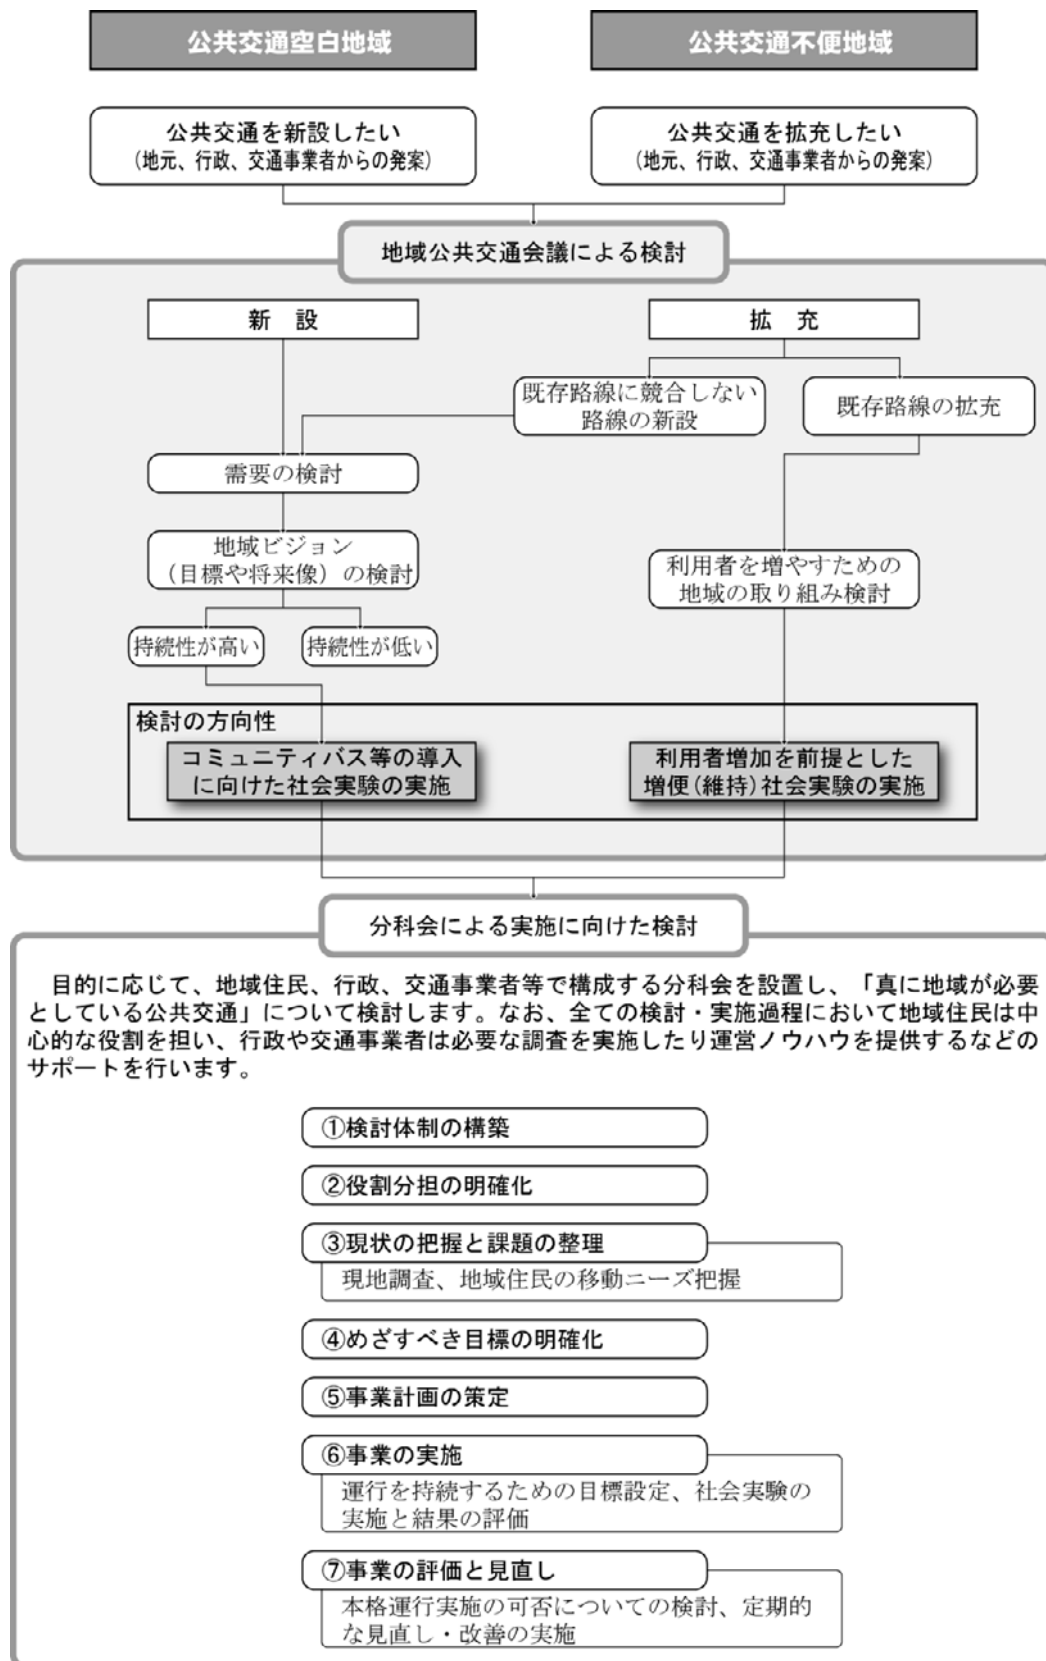 公共交通空白地域
公共交通不便地域
公共交通を新設したい
（地元、行政、交通事業者からの発案）
公共交通を拡充したい
（地元、行政、交通事業者からの発案）
地域公共交通会議による検討
新　設
拡　充
既存路線に競合しない
路線の新設
既存路線の拡充
需要の検討
地域ビジョン
（目標や将来像）の検討
利用者を増やすための
地域の取り組み検討
持続性が高い
持続性が低い
検討の方向性
コミュニティバス等の導入
に向けた社会実験の実施
利用者増加を前提とした
増便（維持）社会実験の実施
分科会による実施に向けた検討
目的に応じて、地域住民、行政、交通事業者等で構成する分科会を設置し、「真に地域が必要
としている公共交通」について検討します。なお、全ての検討・実施過程において地域住民は中
心的な役割を担い、行政や交通事業者は必要な調査を実施したり運営ノウハウを提供するなどの
サポートを行います。
①検討体制の構築
②役割分担の明確化
③現状の把握と課題の整理
現地調査、地域住民の移動ニーズ把握
④めざすべき目標の明確化
⑤事業計画の策定
⑥事業の実施
運行を持続するための目標設定、社会実験の
実施と結果の評価
⑦事業の評価と見直し
本格運行実施の可否についての検討、定期的
な見直し・改善の実施